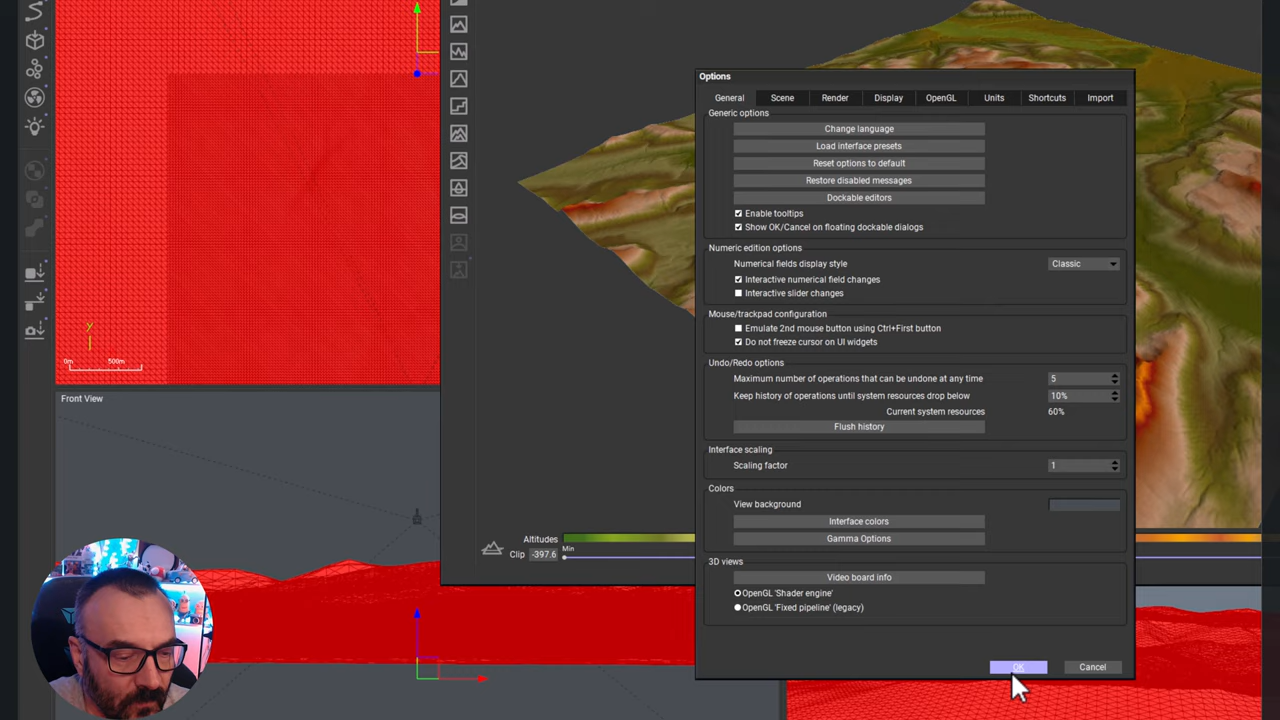 Options
General Scene Render Display OpenGL Units Shortcuts Import
Generic options
Change language
Load interface presets
Reset options to default
Restore disabled messages
Dockable editors
Enable tooltips
Show OK/Cancel on floating dockable dialogs
Numeric edition options
Numerical fields display style Classic
Interactive numerical field changes
Interactive slider changes
Mouse/trackpad configuration
Emulate 2nd mouse button using Ctrl+First button
Do not freeze cursor on UI widgets
Undo/Redo options
Maximum number of operations that can be undone at any time 5
Keep history of operations until system resources drop below 10%
Current system resources 60%
Flush history
Interface scaling
Scaling factor 1
Colors
View background
Interface colors
Gamma Options
3D views
Video board info
OpenGL 'Shader engine'
OpenGL 'Fixed pipeline' (legacy)
OK Cancel
Y
0m 500m
Front View
Altitudes
Min
Clip -397.6